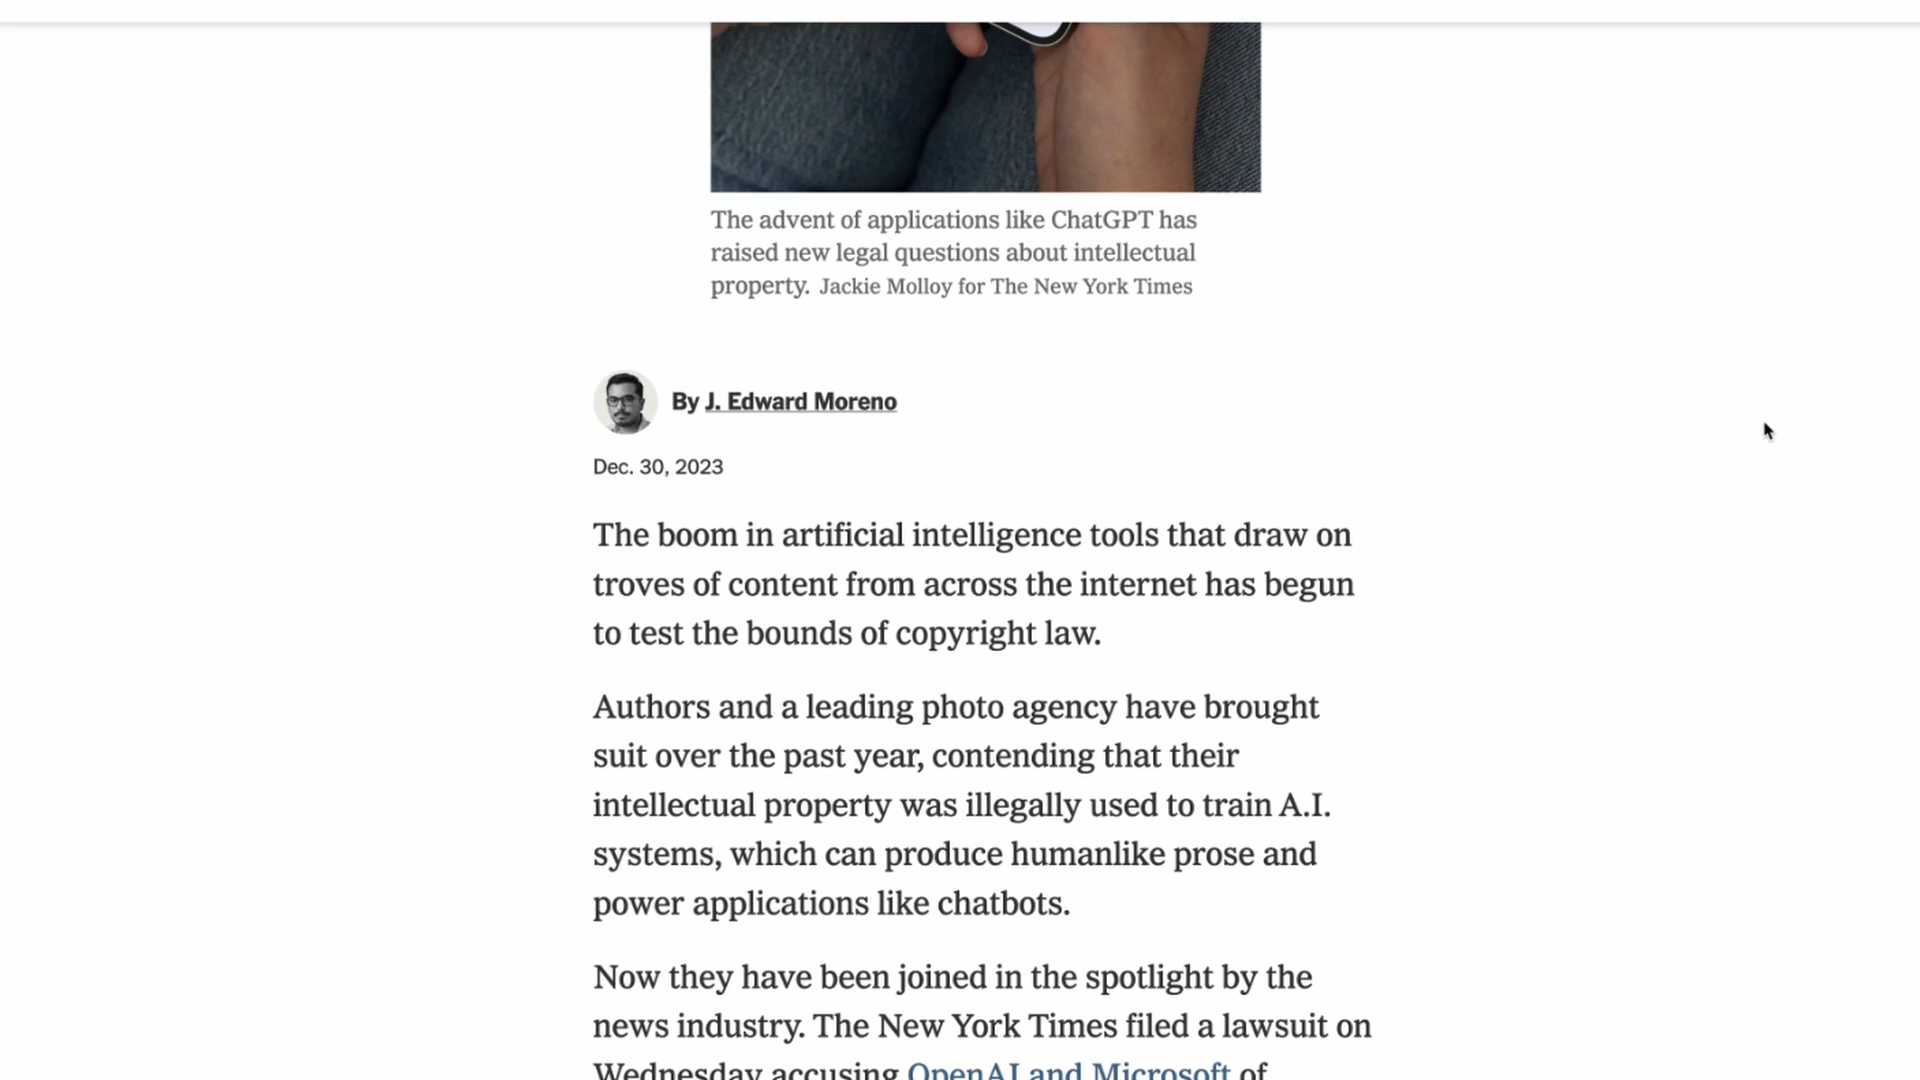 The advent of applications like ChatGPT has
raised new legal questions about intellectual
property. Jackie Molloy for The New York Times
By J. Edward Moreno
Dec. 30, 2023
The boom in artificial intelligence tools that draw on
troves of content from across the internet has begun
to test the bounds of copyright law.
Authors and a leading photo agency have brought
suit over the past year, contending that their
intellectual property was illegally used to train A.I.
systems, which can produce humanlike prose and
power applications like chatbots.
Now they have been joined in the spotlight by the
news industry. The New York Times filed a lawsuit on
Wednesday accusing OpenAI and Microsoft of